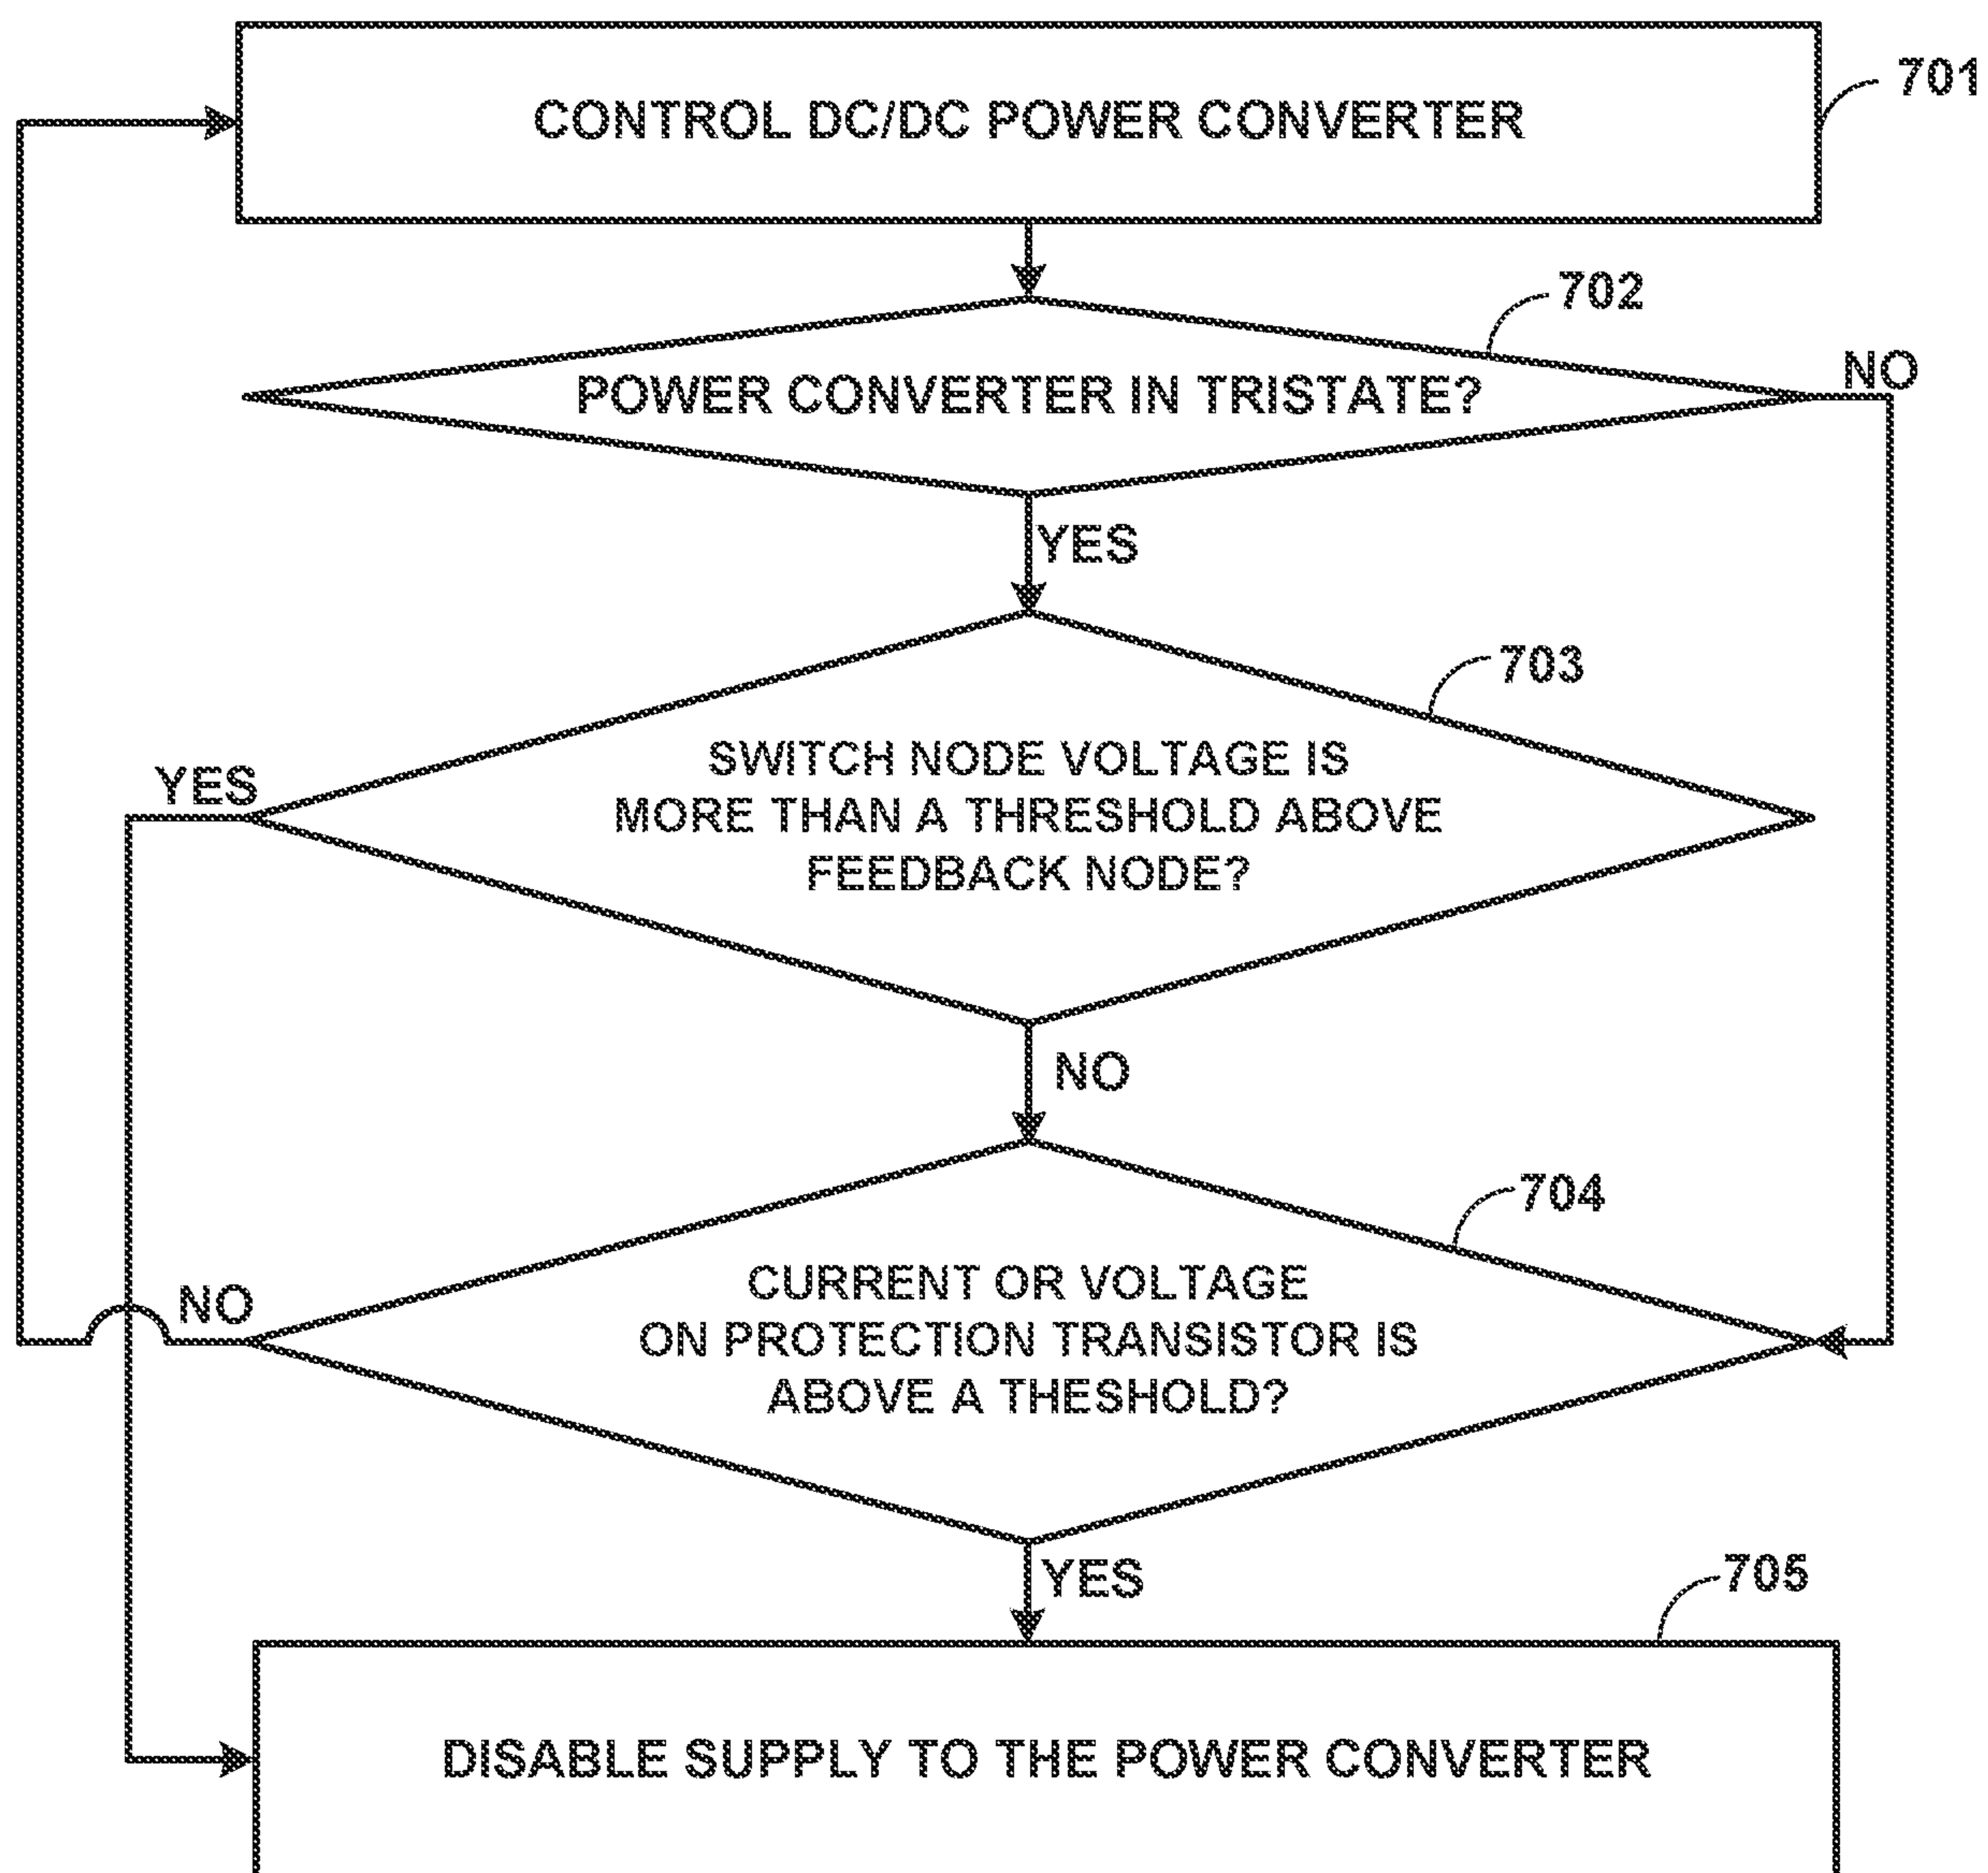 CONTROL DC/DC POWER CONVERTER
701
702
POWER CONVERTER IN TRISTATE?
NO
YES
703
SWITCH NODE VOLTAGE IS
MORE THAN A THRESHOLD ABOVE
FEEDBACK NODE?
YES
NO
704
CURRENT OR VOLTAGE
ON PROTECTION TRANSISTOR IS
ABOVE A THESHOLD?
NO
YES
705
DISABLE SUPPLY TO THE POWER CONVERTER